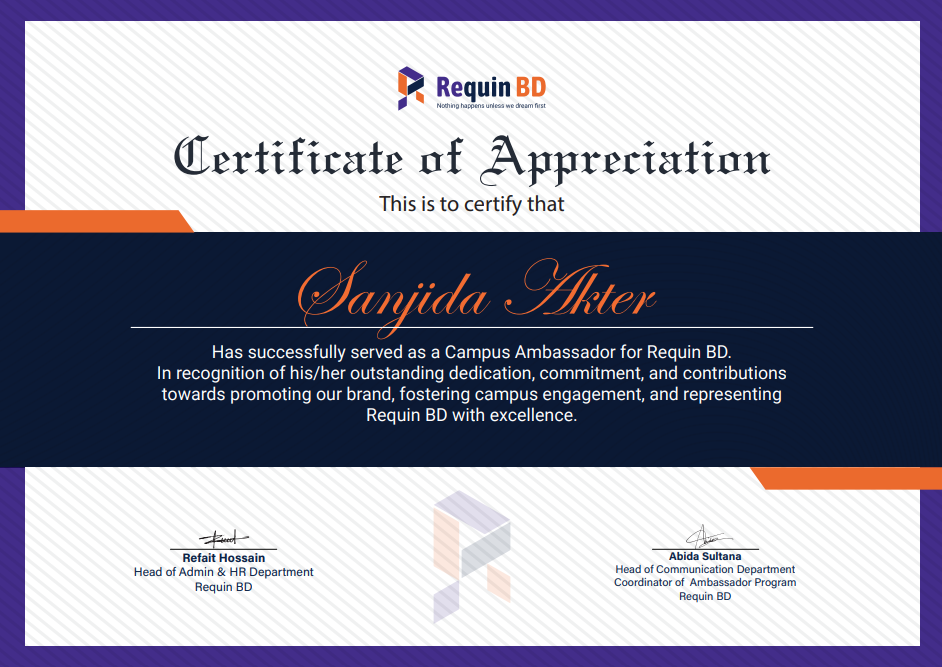 Requin BD
Nothing happens unless we dream first
Certificate of Appreciation
This is to certify that
Sanjida Akter
Has successfully served as a Campus Ambassador for Requin BD.
In recognition of his/her outstanding dedication, commitment, and contributions
towards promoting our brand, fostering campus engagement, and representing
Requin BD with excellence.
Refait Hossain
Head of Admin & HR Department
Requin BD
Abida Sultana
Head of Communication Department
Coordinator of Ambassador Program
Requin BD